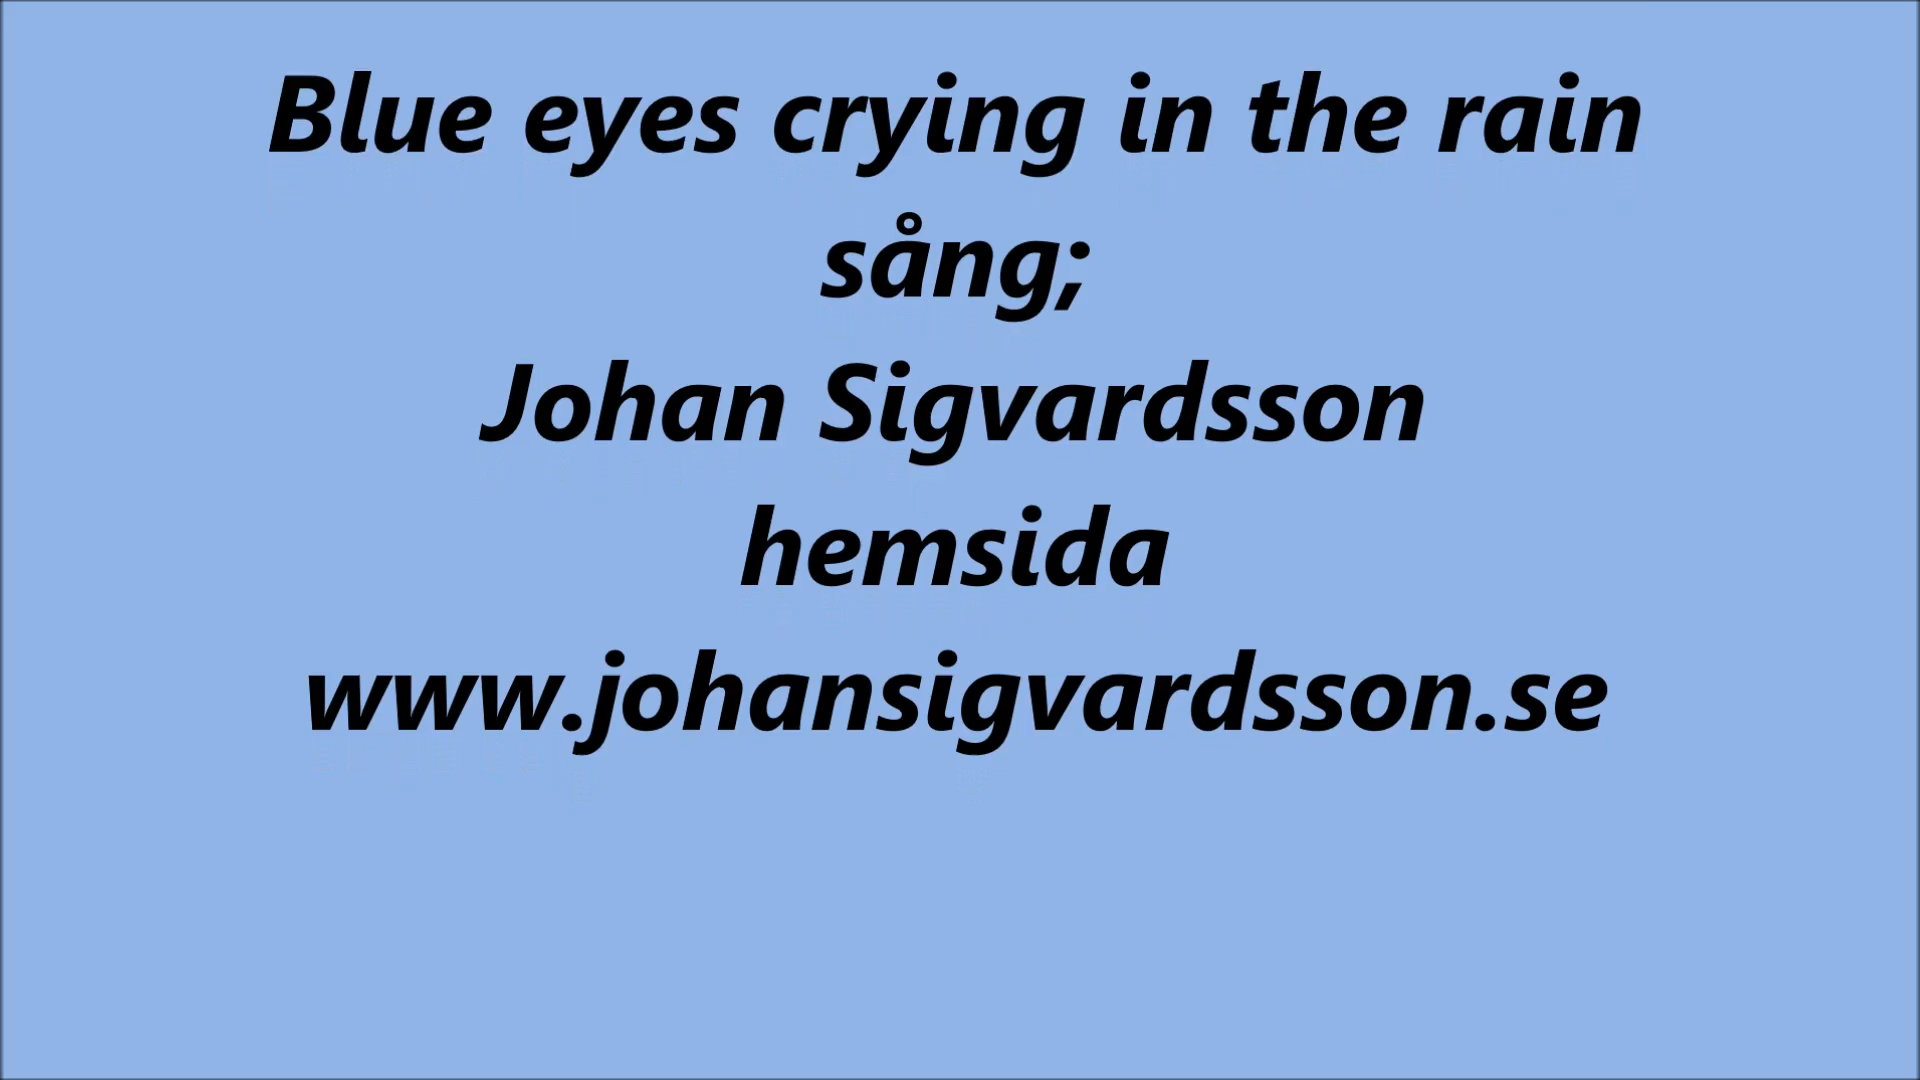 Blue eyes crying in the rain
sång;
Johan Sigvardsson
hemsida
www.johansigvardsson.se